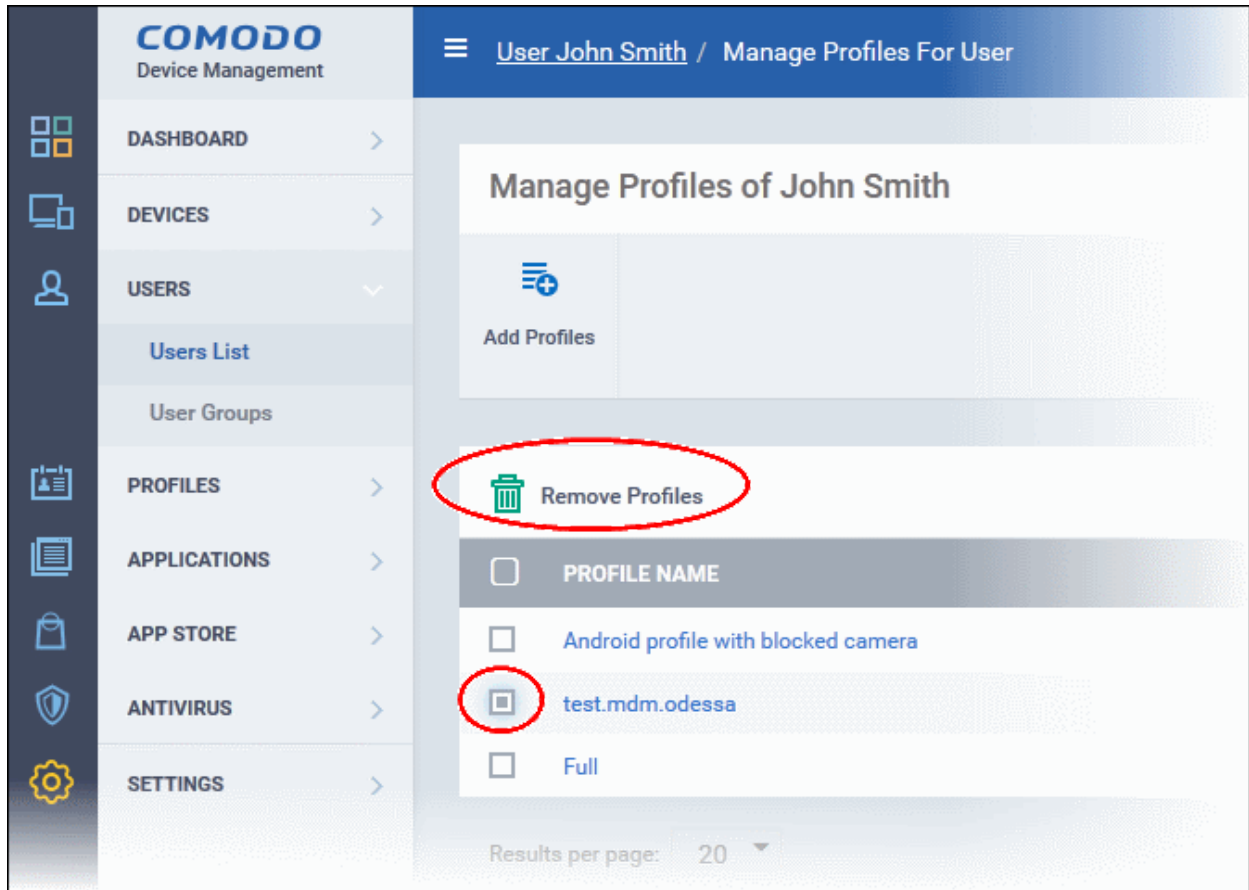 COMODO
Device Management
User John Smith / Manage Profiles For User
DASHBOARD
DEVICES
USERS
Users List
User Groups
PROFILES
APPLICATIONS
APP STORE
ANTIVIRUS
SETTINGS
Manage Profiles of John Smith
Add Profiles
Remove Profiles
PROFILE NAME
Android profile with blocked camera
test.mdm.odessa
Full
Results per page: 20